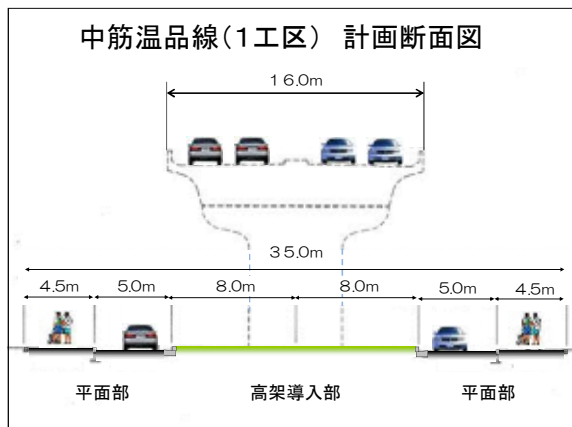 中筋温品線(1工区) 計画断面図
16.0m
35.0m
4.5m 5.0m 8.0m 8.0m 5.0m 4.5m
平面部 高架導入部 平面部